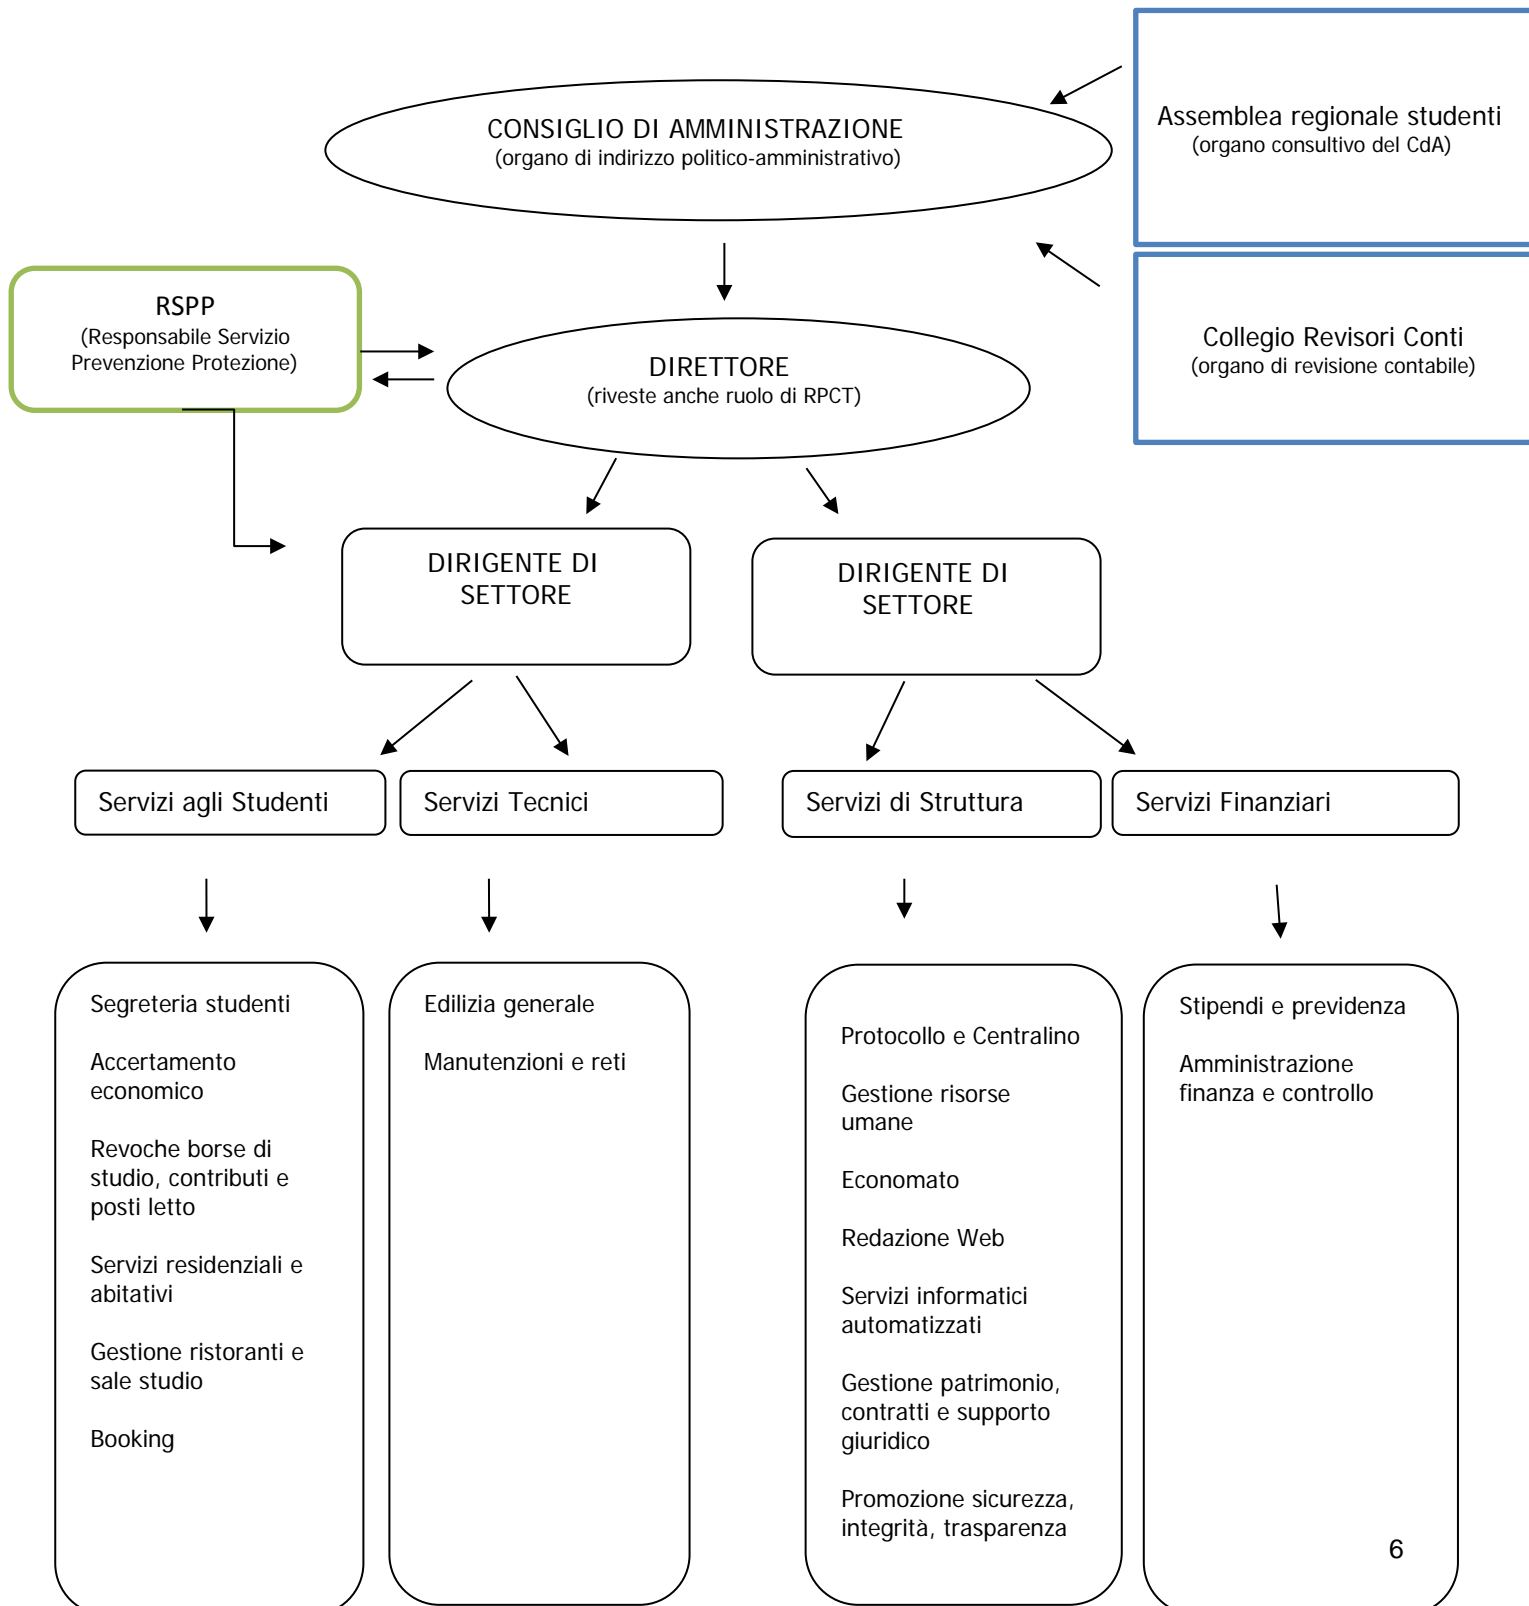 CONSIGLIO DI AMMINISTRAZIONE
(organo di indirizzo politico-amministrativo)
Assemblea regionale studenti
(organo consultivo del CdA)
RSPP
(Responsabile Servizio
Prevenzione Protezione)
DIRETTORE
(riveste anche ruolo di RPCT)
Collegio Revisori Conti
(organo di revisione contabile)
DIRIGENTE DI
SETTORE
DIRIGENTE DI
SETTORE
Servizi agli Studenti
Servizi Tecnici
Servizi di Struttura
Servizi Finanziari
Segreteria studenti
Accertamento
economico
Revoche borse di
studio, contributi e
posti letto
Servizi residenziali e
abitativi
Gestione ristoranti e
sale studio
Booking
Edilizia generale
Manutenzioni e reti
Protocollo e Centralino
Gestione risorse
umane
Economato
Redazione Web
Servizi informatici
automatizzati
Gestione patrimonio,
contratti e supporto
giuridico
Promozione sicurezza,
integrità, trasparenza
Stipendi e previdenza
Amministrazione
finanza e controllo
6